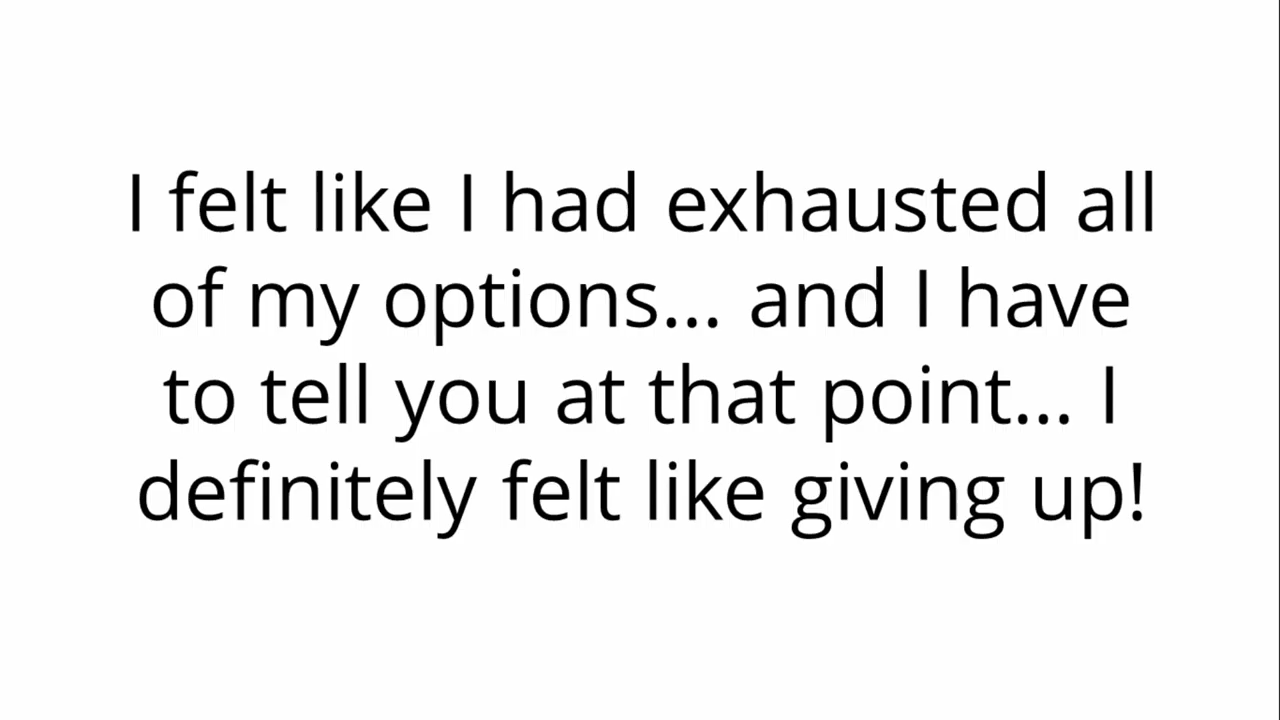 I felt like I had exhausted all
of my options... and I have
to tell you at that point... I
definitely felt like giving up!